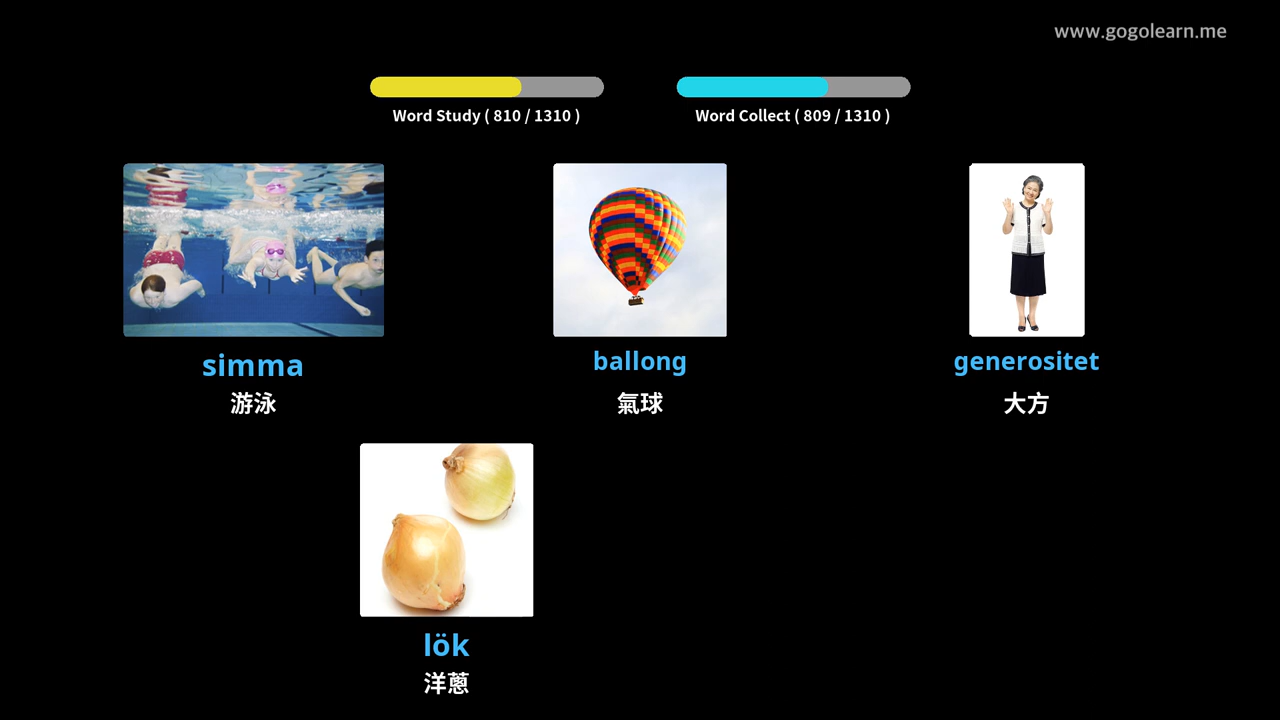 www.gogolearn.me
Word Study ( 810 / 1310 )
Word Collect ( 809 / 1310 )
simma
游泳
ballong
氣球
generositet
大方
lök
洋蔥